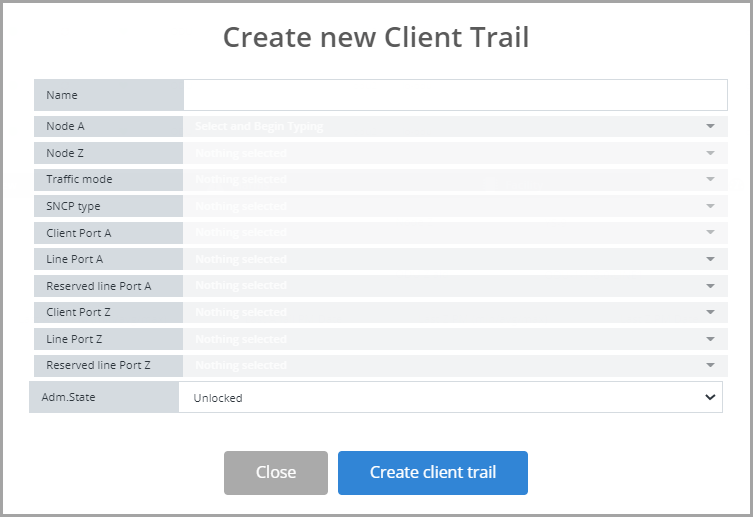 Create new Client Trail
Name
Node A Select and Begin Typing
Node Z Nothing selected
Traffic mode Nothing selected
SNCP type Nothing selected
Client Port A Nothing selected
Line Port A Nothing selected
Reserved line Port A Nothing selected
Client Port Z Nothing selected
Line Port Z Nothing selected
Reserved line Port Z Nothing selected
Adm.State Unlocked
Close Create client trail